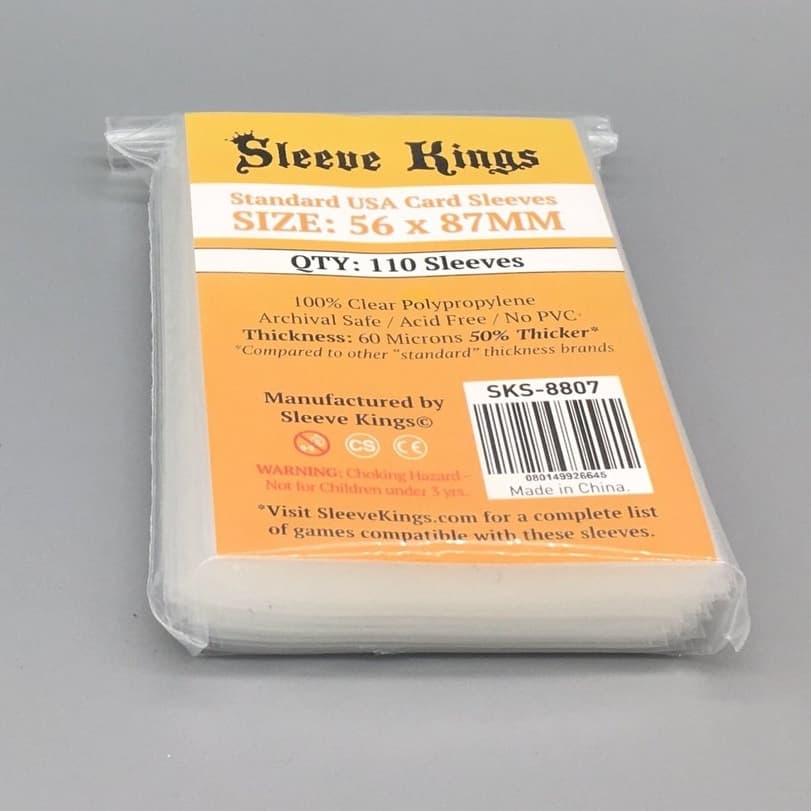 Sleeve Kings
Standard USA Card Sleeves
SIZE: 56 x 87MM
QTY: 110 Sleeves
100% Clear Polypropylene
Archival Safe / Acid Free / No PVC
Thickness: 60 Microns 50% Thicker*
*Compared to other "standard" thickness brands
Manufactured by
Sleeve Kings©
CS CE
WARNING: Choking Hazard -
Not for Children under 3 yrs.
SKS-8807
080149926645
Made in China.
*Visit SleeveKings.com for a complete list
of games compatible with these sleeves.